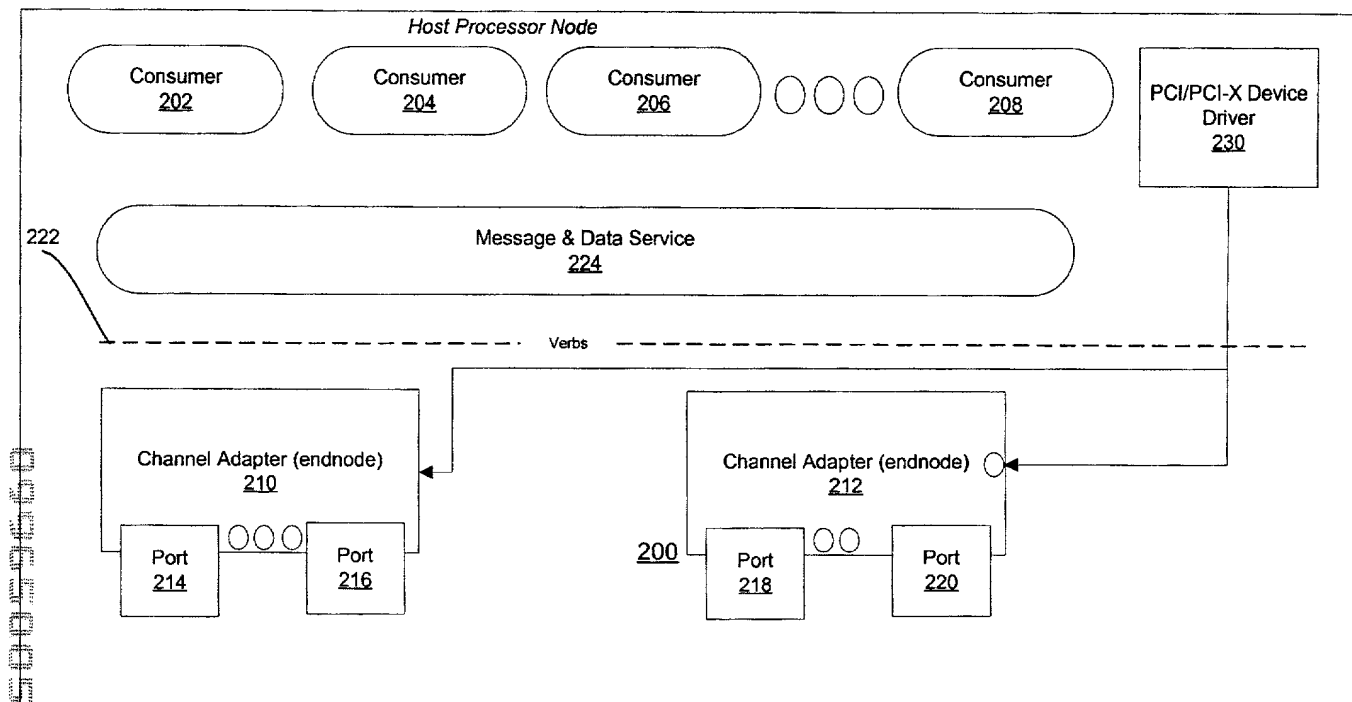 Host Processor Node
Consumer
202
Consumer
204
Consumer
206
Consumer
208
PCI/PCI-X Device
Driver
230
222
Message & Data Service
224
Verbs
Channel Adapter (endnode)
210
Channel Adapter (endnode)
212
Port
214
Port
216
200
Port
218
Port
220